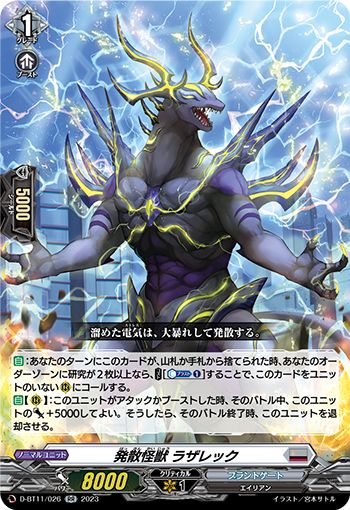 1
グレード
ブースト
5000
シールド
ストレス
溜めた電気は、大暴れして発散する。
自:あなたのターンにこのカードが、山札か手札から捨てられた時、あなたのオー
ダーゾーンに研究が2枚以上なら、【コスト】[CB1]することで、このカードをユニ
ットのいないRにコールする。
自【R】:このユニットがアタックかブーストした時、そのバトル中、このユニット
の+5000してよい。そうしたら、そのバトル終了時、このユニットを退
却させる。
ノーマルユニット
発散怪獣 ラザレック
パワー
8000
クリティカル
1
ブラントゲート
エイリアン
D-BT11/026 RR 2023
イラスト/宮本サトル